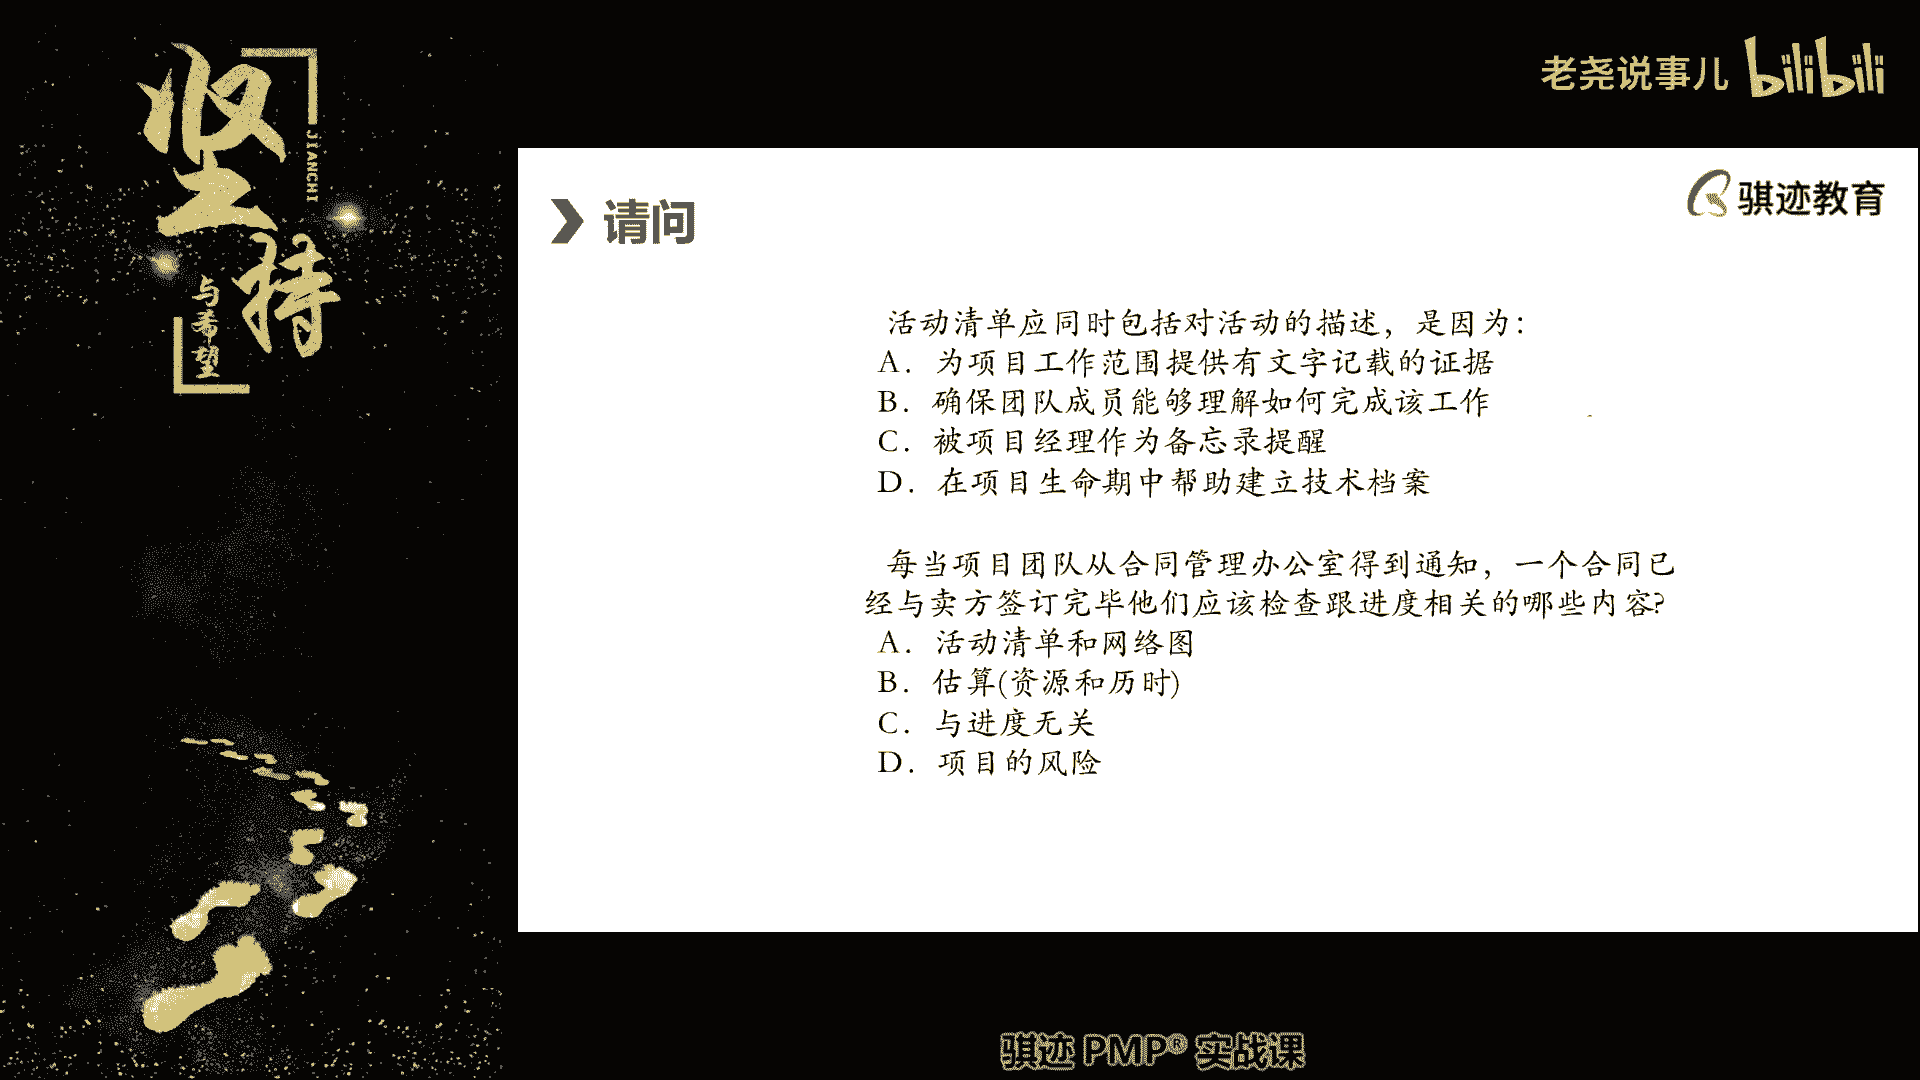 坚持
JIANCHI
与希望
老尧说事儿 bilibili
骐迹教育
请问
活动清单应同时包括对活动的描述，是因为：
A．为项目工作范围提供有文字记载的证据
B．确保团队成员能够理解如何完成该工作
C．被项目经理作为备忘录提醒
D．在项目生命期中帮助建立技术档案
每当项目团队从合同管理办公室得到通知，一个合同已
经与卖方签订完毕他们应该检查跟进度相关的哪些内容?
A．活动清单和网络图
B．估算(资源和历时)
C．与进度无关
D．项目的风险
骐迹 PMP® 实战课